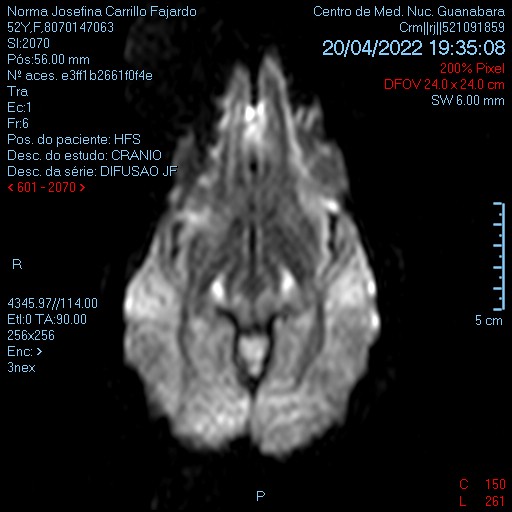 Norma Josefina Carrillo Fajardo
52Y,F,8070147063
Sl:2070
Pós:56.00 mm
Nº aces. e3ff1b2661f0f4e
Tra
Ec:1
Fr:6
Pos. do paciente: HFS
Desc. do estudo: CRANIO
Desc. da série: DIFUSAO JF
< 601 - 2070 >
Centro de Med. Nuc. Guanabara
Crm||rj||521091859
20/04/2022 19:35:08
200% Pixel
DFOV 24.0 x 24.0 cm
SW 6.00 mm
R
4345.97//114.00
Etl:0 TA:90.00
256x256
Enc: >
3nex
5 cm
P
C 150
L 261